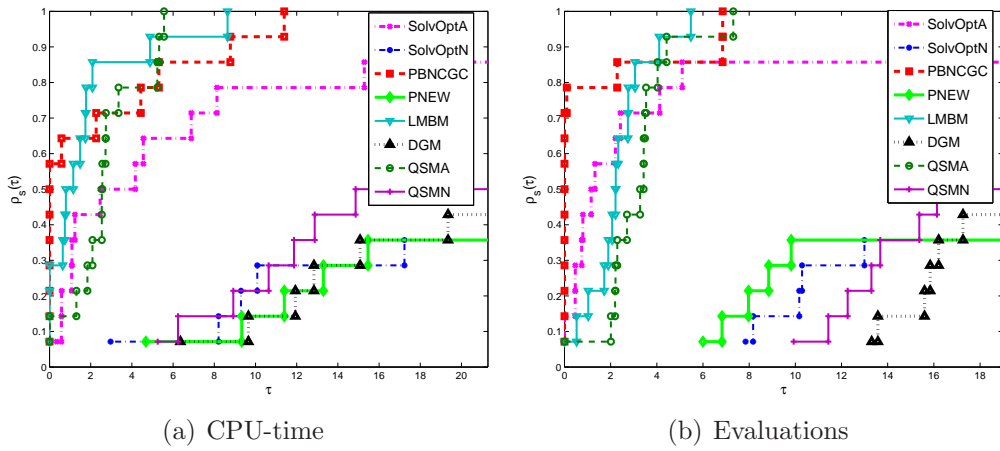 1
0.9
0.8
0.7
0.6
0.5
0.4
0.3
0.2
0.1
0
ρs(τ)
0 2 4 6 8 10 12 14 16 18 20
τ
SolvOptA
SolvOptN
PBNCGC
PNEW
LMBM
DGM
QSMA
QSMN
(a) CPU-time
1
0.9
0.8
0.7
0.6
0.5
0.4
0.3
0.2
0.1
0
ρs(τ)
0 2 4 6 8 10 12 14 16 18
τ
SolvOptA
SolvOptN
PBNCGC
PNEW
LMBM
DGM
QSMA
QSMN
(b) Evaluations